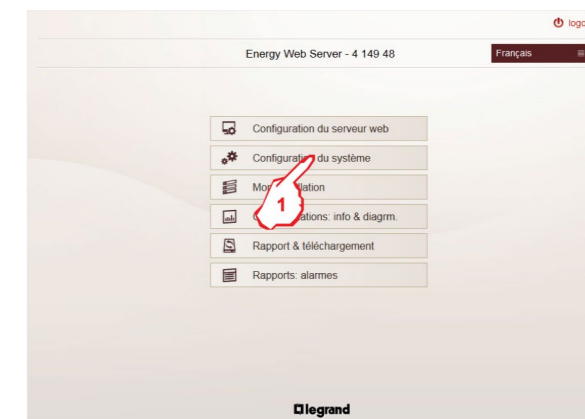 logo
Energy Web Server - 4 149 48
Français
Configuration du serveur web
Configuration du système
1
Rapport & téléchargement
Rapports: alarmes
info & diagrm.
legrand